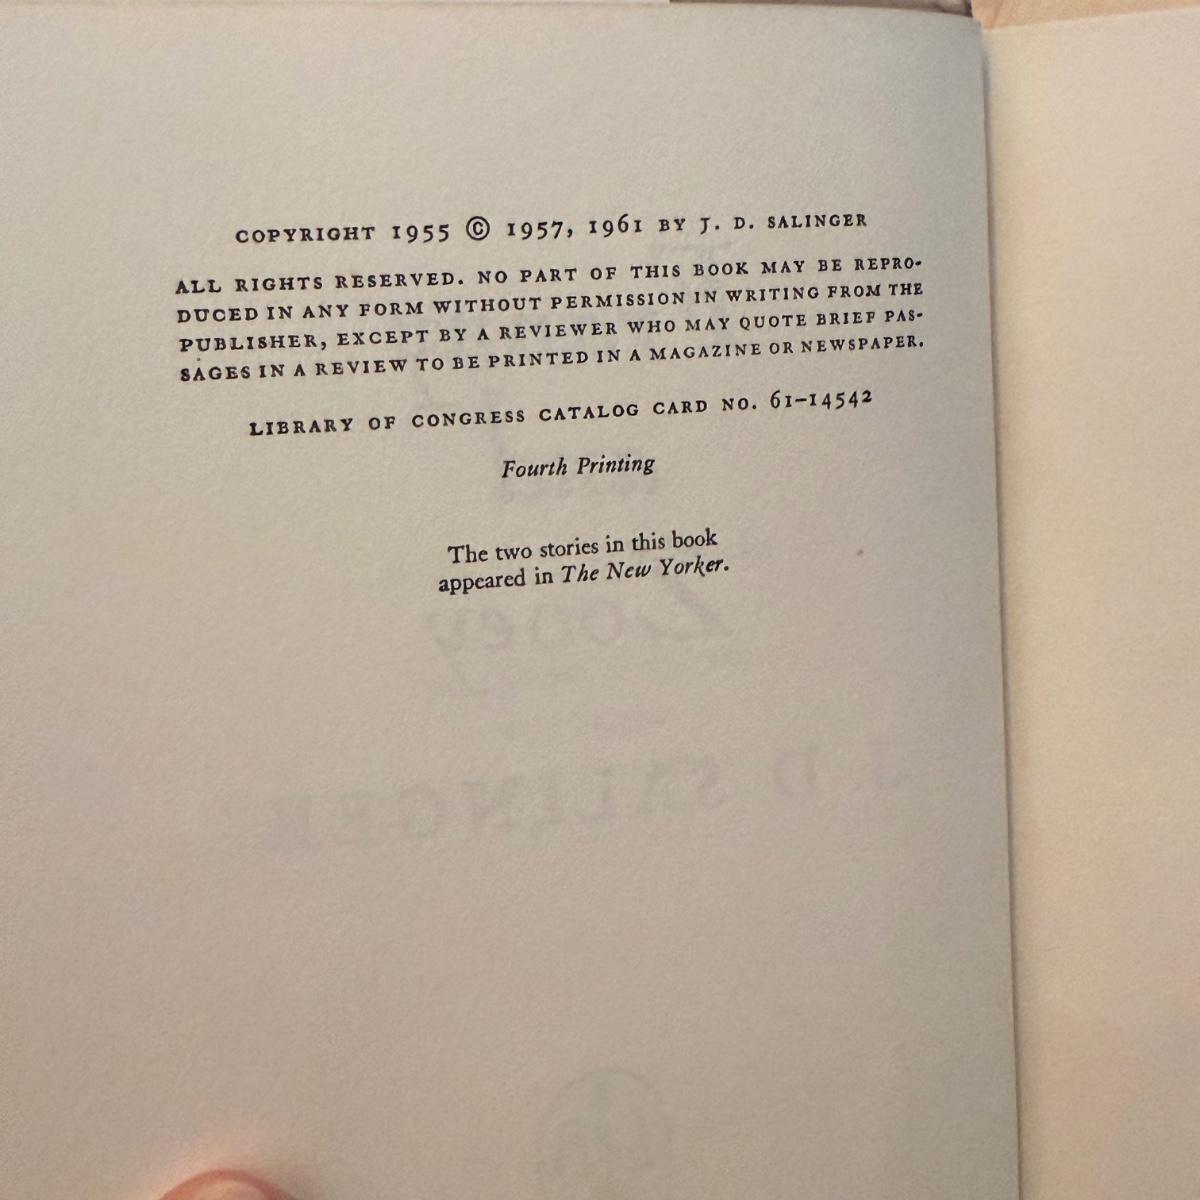 COPYRIGHT 1955 © 1957, 1961 BY J. D. SALINGER
ALL RIGHTS RESERVED. NO PART OF THIS BOOK MAY BE REPRO-
DUCED IN ANY FORM WITHOUT PERMISSION IN WRITING FROM THE
PUBLISHER, EXCEPT BY A REVIEWER WHO MAY QUOTE BRIEF PAS-
SAGES IN A REVIEW TO BE PRINTED IN A MAGAZINE OR NEWSPAPER.
LIBRARY OF CONGRESS CATALOG CARD NO. 61-14542
Fourth Printing
The two stories in this book
appeared in The New Yorker.
Zooey
J. D. SALINGER